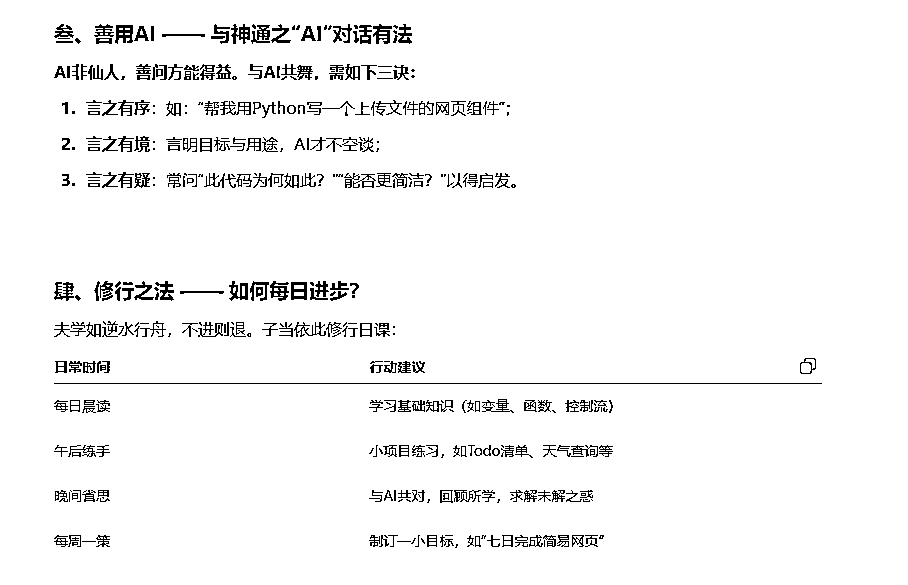 叁、善用AI —— 与神通之“AI”对话有法
AI非仙人，善问方能得益。与AI共舞，需如下三诀：
1. 言之有序：如：“帮我用Python写一个上传文件的网页组件”；
2. 言之有境：言明目标与用途，AI才不空谈；
3. 言之有疑：常问“此代码为何如此？”“能否更简洁？”以得启发。
肆、修行之法 —— 如何每日进步？
夫学如逆水行舟，不进则退。子当依此修行日课：
日常时间 行动建议
每日晨读 学习基础知识（如变量、函数、控制流）
午后练手 小项目练习，如Todo清单、天气查询等
晚间省思 与AI共对，回顾所学，求解未解之惑
每周一策 制订一小目标，如“七日完成简易网页”